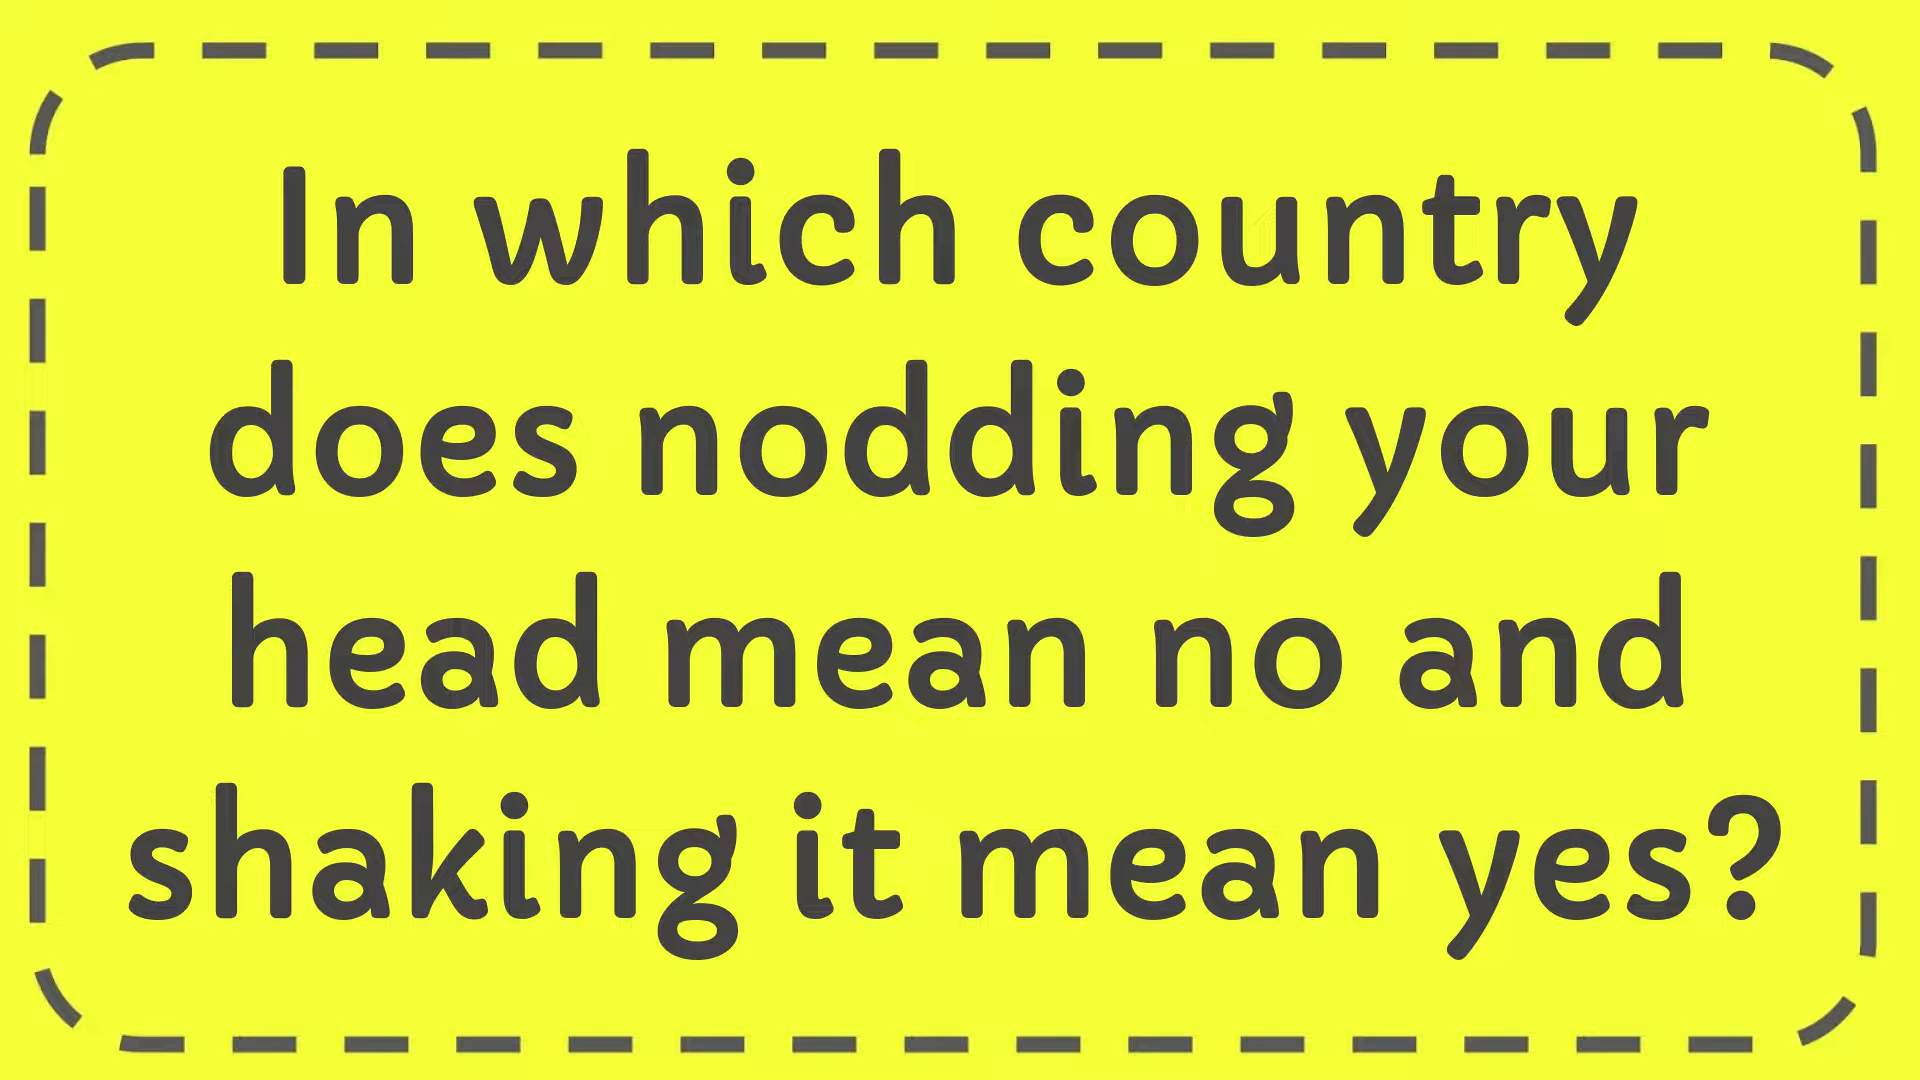 In which country
does nodding your
head mean no and
shaking it mean yes?